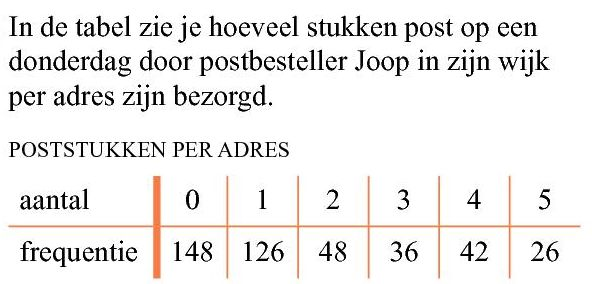 In de tabel zie je hoeveel stukken post op een
donderdag door postbesteller Joop in zijn wijk
per adres zijn bezorgd.
POSTSTUKKEN PER ADRES
aantal 0 1 2 3 4 5
frequentie 148 126 48 36 42 26